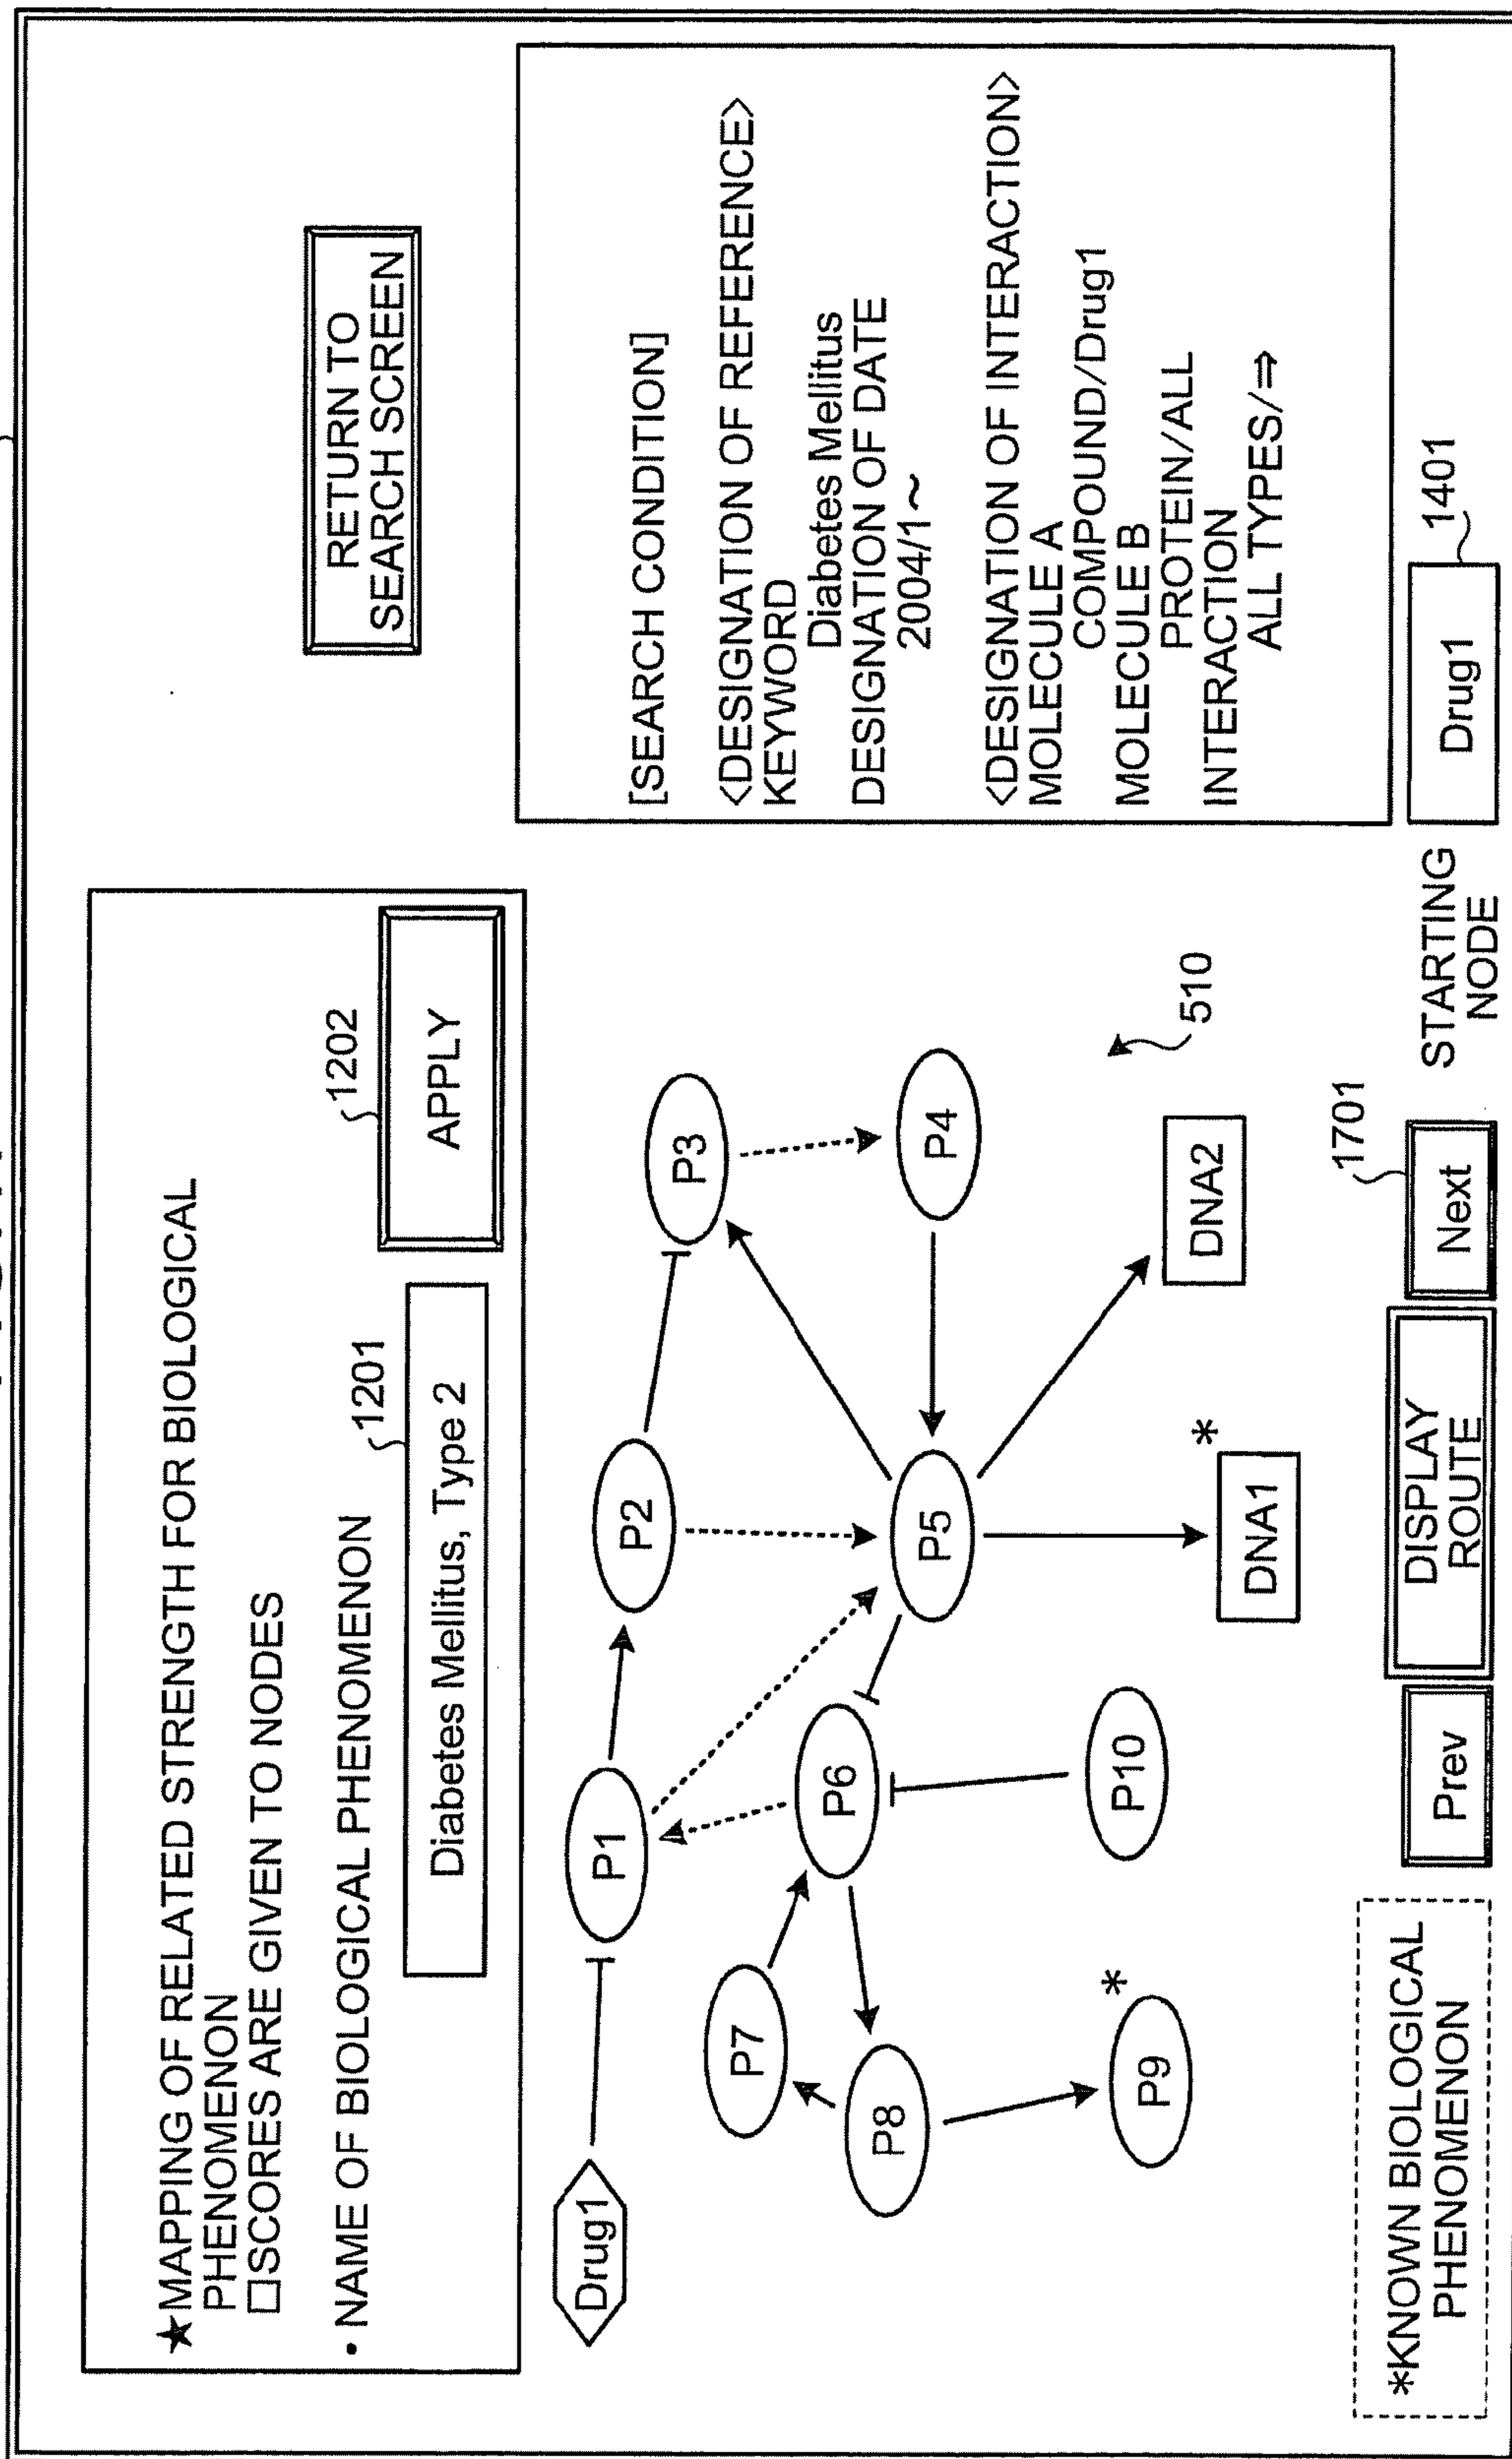 ★MAPPING OF RELATED STRENGTH FOR BIOLOGICAL
PHENOMENON
□SCORES ARE GIVEN TO NODES
• NAME OF BIOLOGICAL PHENOMENON
1201
Diabetes Mellitus, Type 2
1202
APPLY
RETURN TO
SEARCH SCREEN
[SEARCH CONDITION]
<DESIGNATION OF REFERENCE>
KEYWORD
Diabetes Mellitus
DESIGNATION OF DATE
2004/1~
<DESIGNATION OF INTERACTION>
MOLECULE A
COMPOUND/Drug1
MOLECULE B
PROTEIN/ALL
INTERACTION
ALL TYPES/⇒
Drug1
P1
P2
P3
P7
P6
P8
P5
P4
P9
*
P10
DNA1
*
DNA2
510
*KNOWN BIOLOGICAL
PHENOMENON
Prev
DISPLAY
ROUTE
Next
1701
STARTING
NODE
Drug1
1401